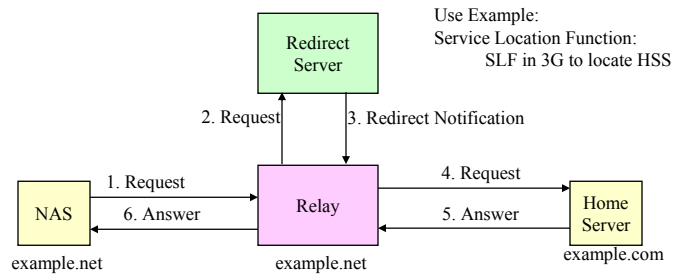 Use Example:
Service Location Function:
SLF in 3G to locate HSS
Redirect
Server
2. Request
3. Redirect Notification
1. Request
4. Request
NAS
Relay
Home
Server
6. Answer
5. Answer
example.net
example.net
example.com